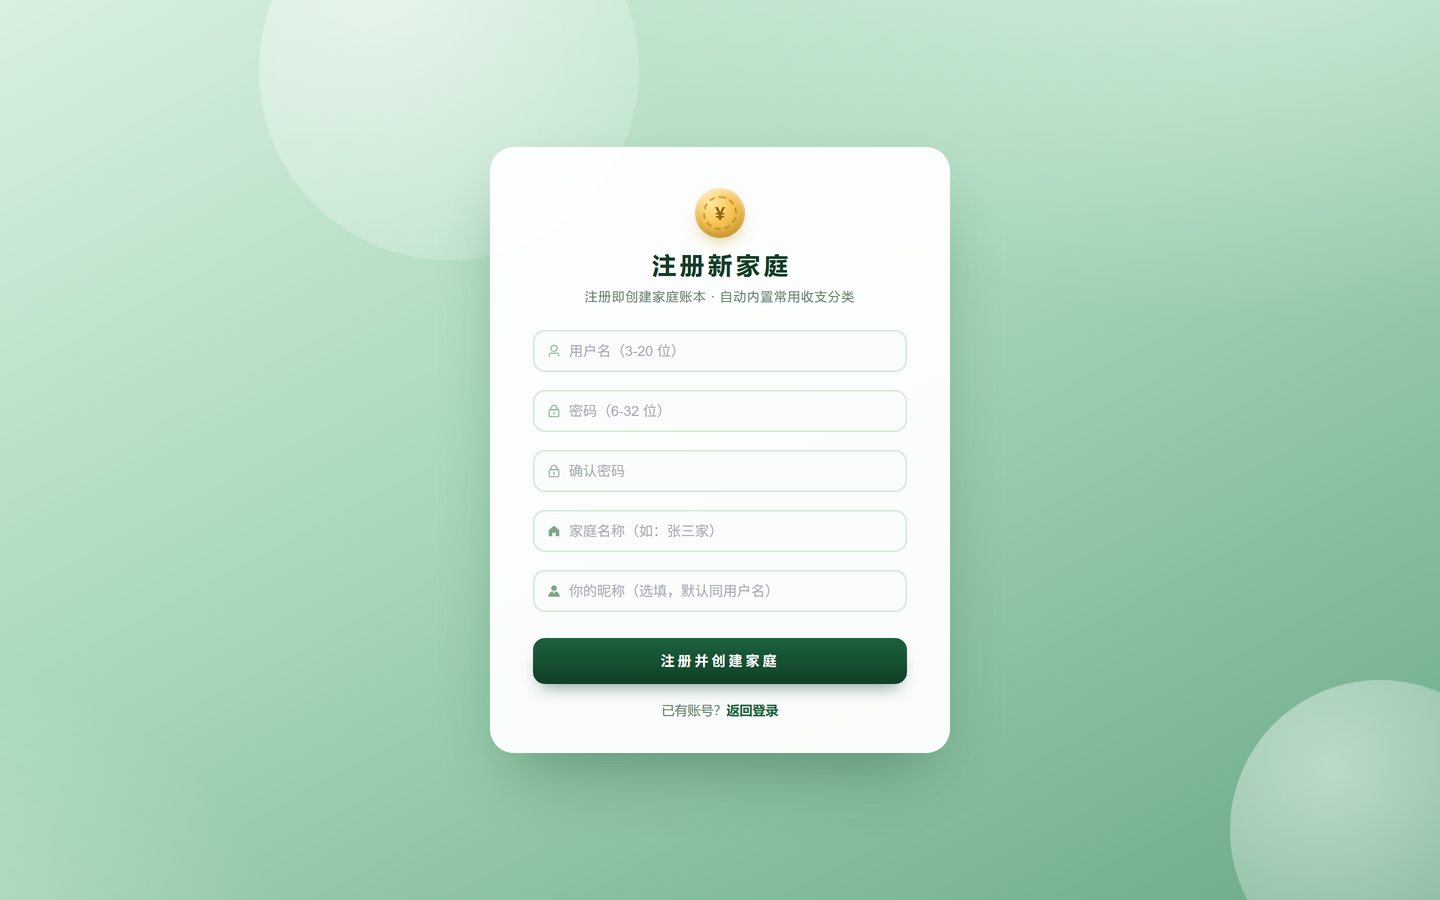 ¥
注册新家庭
注册即创建家庭账本 · 自动内置常用收支分类
用户名（3-20 位）
密码（6-32 位）
确认密码
家庭名称（如：张三家）
你的昵称（选填，默认同用户名）
注册并创建家庭
已有账号？返回登录